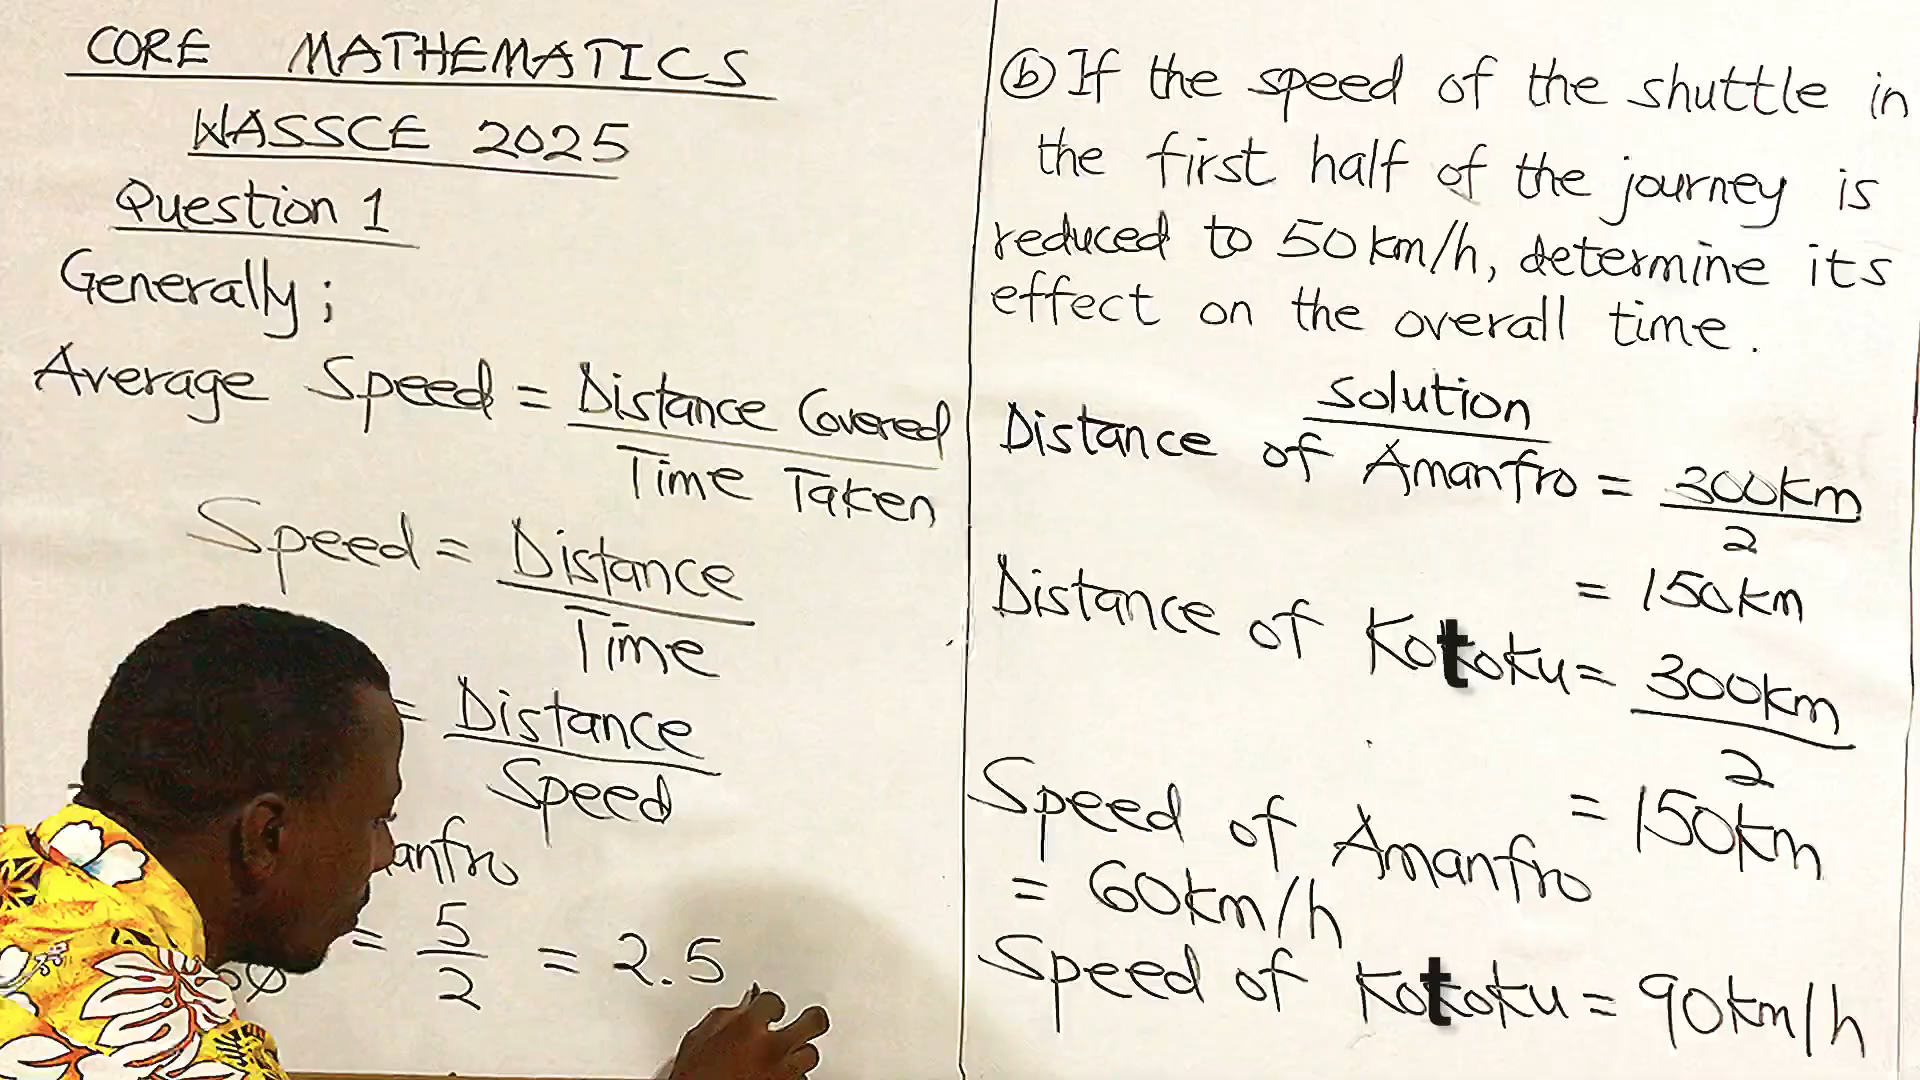 CORE MATHEMATICS
WASSCE 2025
Question 1
Generally;
Average Speed = Distance Covered
Time Taken
Speed = Distance
Time
= Distance
Speed
anfro
= 5
2
= 2.5
ⓑ If the speed of the shuttle in
the first half of the journey is
reduced to 50km/h, determine its
effect on the overall time.
Solution
Distance of Amanfro = 300km
2
= 150km
Distance of Kotoku = 300km
2
= 150km
Speed of Amanfro
= 60km/h
Speed of Kotoku = 90km/h